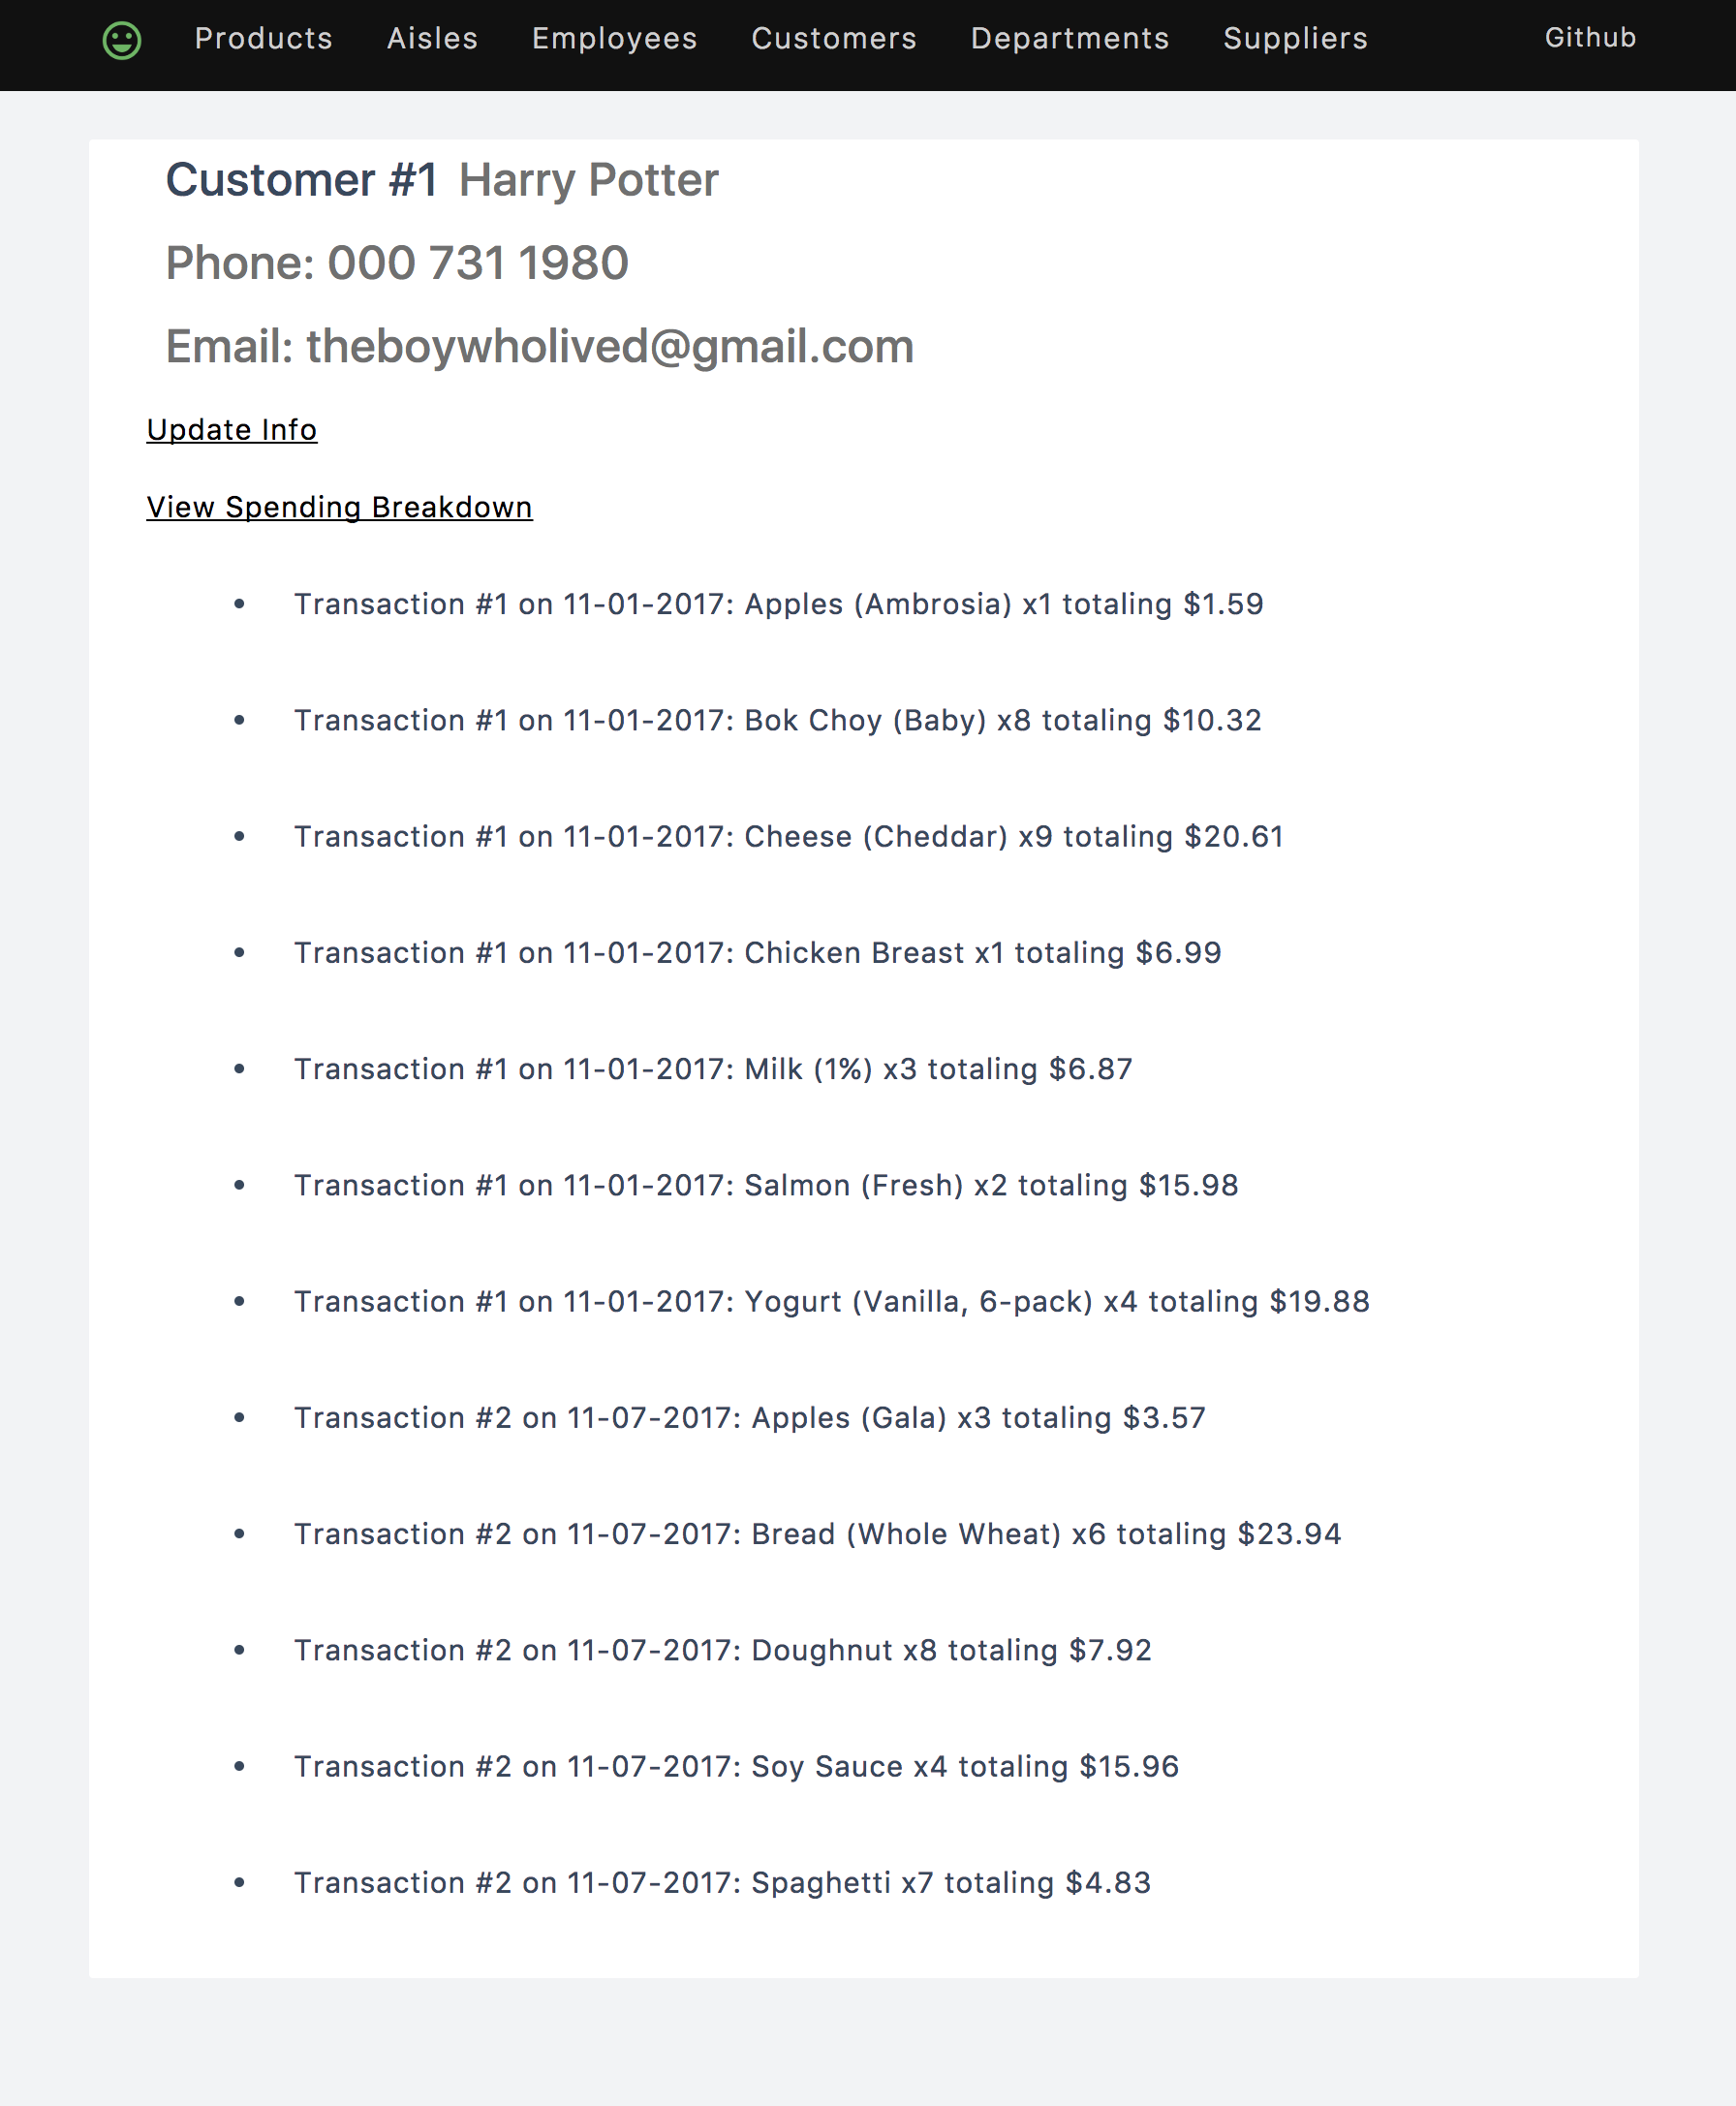 Products Aisles Employees Customers Departments Suppliers Github
Customer #1 Harry Potter
Phone: 000 731 1980
Email: theboywholived@gmail.com
Update Info
View Spending Breakdown
• Transaction #1 on 11-01-2017: Apples (Ambrosia) x1 totaling $1.59
• Transaction #1 on 11-01-2017: Bok Choy (Baby) x8 totaling $10.32
• Transaction #1 on 11-01-2017: Cheese (Cheddar) x9 totaling $20.61
• Transaction #1 on 11-01-2017: Chicken Breast x1 totaling $6.99
• Transaction #1 on 11-01-2017: Milk (1%) x3 totaling $6.87
• Transaction #1 on 11-01-2017: Salmon (Fresh) x2 totaling $15.98
• Transaction #1 on 11-01-2017: Yogurt (Vanilla, 6-pack) x4 totaling $19.88
• Transaction #2 on 11-07-2017: Apples (Gala) x3 totaling $3.57
• Transaction #2 on 11-07-2017: Bread (Whole Wheat) x6 totaling $23.94
• Transaction #2 on 11-07-2017: Doughnut x8 totaling $7.92
• Transaction #2 on 11-07-2017: Soy Sauce x4 totaling $15.96
• Transaction #2 on 11-07-2017: Spaghetti x7 totaling $4.83